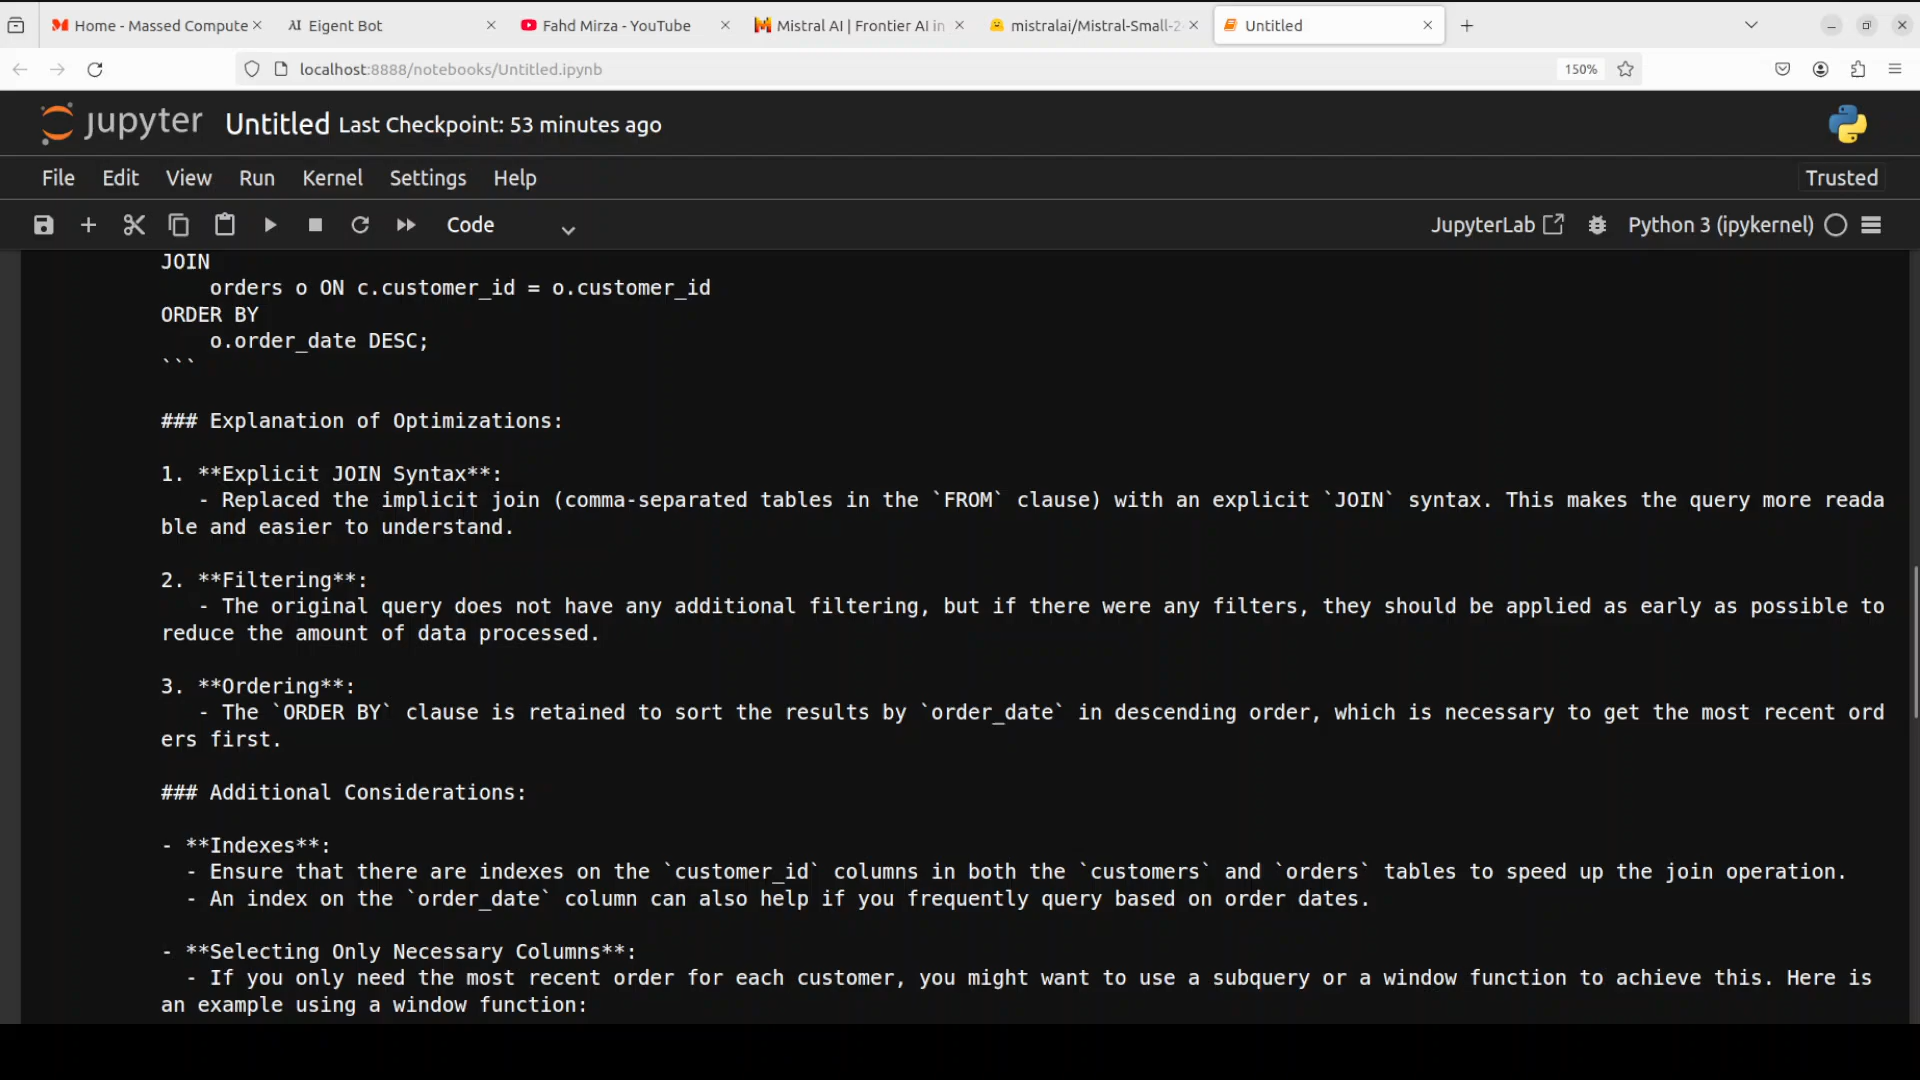 Home - Massed Compute
AI Eigent Bot
Fahd Mirza - YouTube
Mistral AI | Frontier AI in
mistralai/Mistral-Small-2
Untitled
localhost:8888/notebooks/Untitled.ipynb
150%
jupyter Untitled Last Checkpoint: 53 minutes ago
File Edit View Run Kernel Settings Help
Trusted
Code
JupyterLab
Python 3 (ipykernel)
JOIN
    orders o ON c.customer_id = o.customer_id
ORDER BY
    o.order_date DESC;
```
### Explanation of Optimizations:
1. **Explicit JOIN Syntax**:
   - Replaced the implicit join (comma-separated tables in the `FROM` clause) with an explicit `JOIN` syntax. This makes the query more reada
ble and easier to understand.
2. **Filtering**:
   - The original query does not have any additional filtering, but if there were any filters, they should be applied as early as possible to
reduce the amount of data processed.
3. **Ordering**:
   - The `ORDER BY` clause is retained to sort the results by `order_date` in descending order, which is necessary to get the most recent ord
ers first.
### Additional Considerations:
- **Indexes**:
  - Ensure that there are indexes on the `customer_id` columns in both the `customers` and `orders` tables to speed up the join operation.
  - An index on the `order_date` column can also help if you frequently query based on order dates.
- **Selecting Only Necessary Columns**:
  - If you only need the most recent order for each customer, you might want to use a subquery or a window function to achieve this. Here is
an example using a window function: